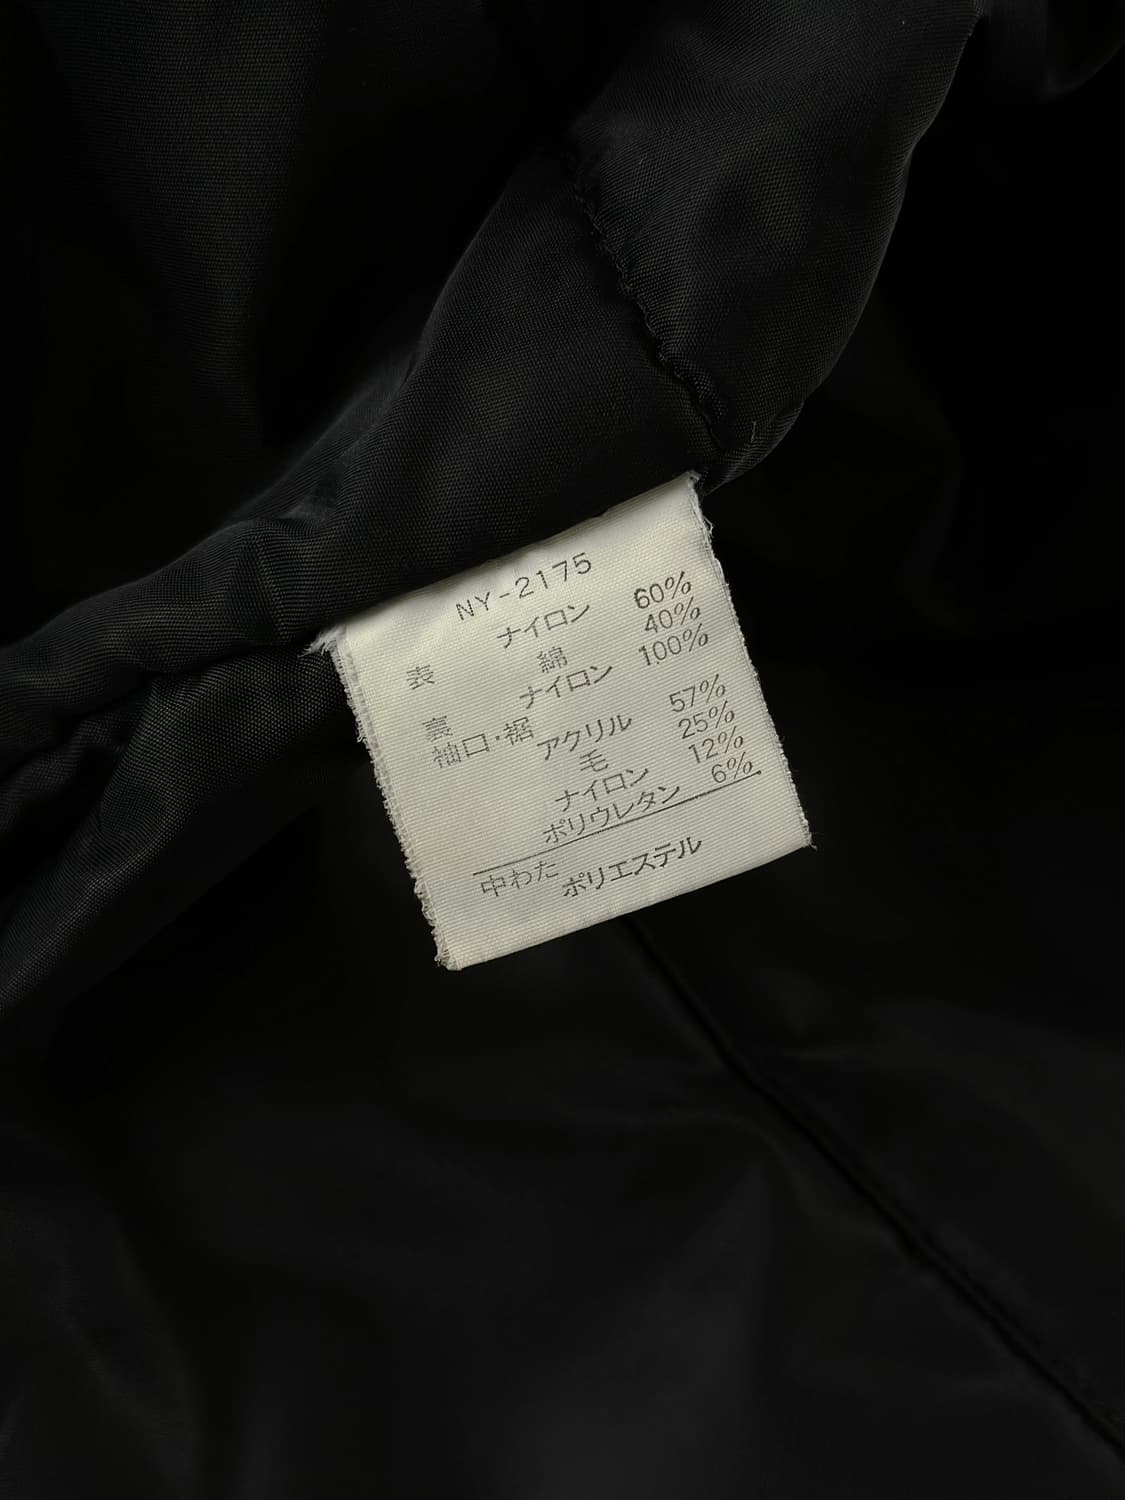 NY-2175
表 ナイロン 60%
綿 40%
裏 ナイロン 100%
袖口・裾 アクリル 57%
毛 25%
ナイロン 12%
ポリウレタン 6%
中わた ポリエステル